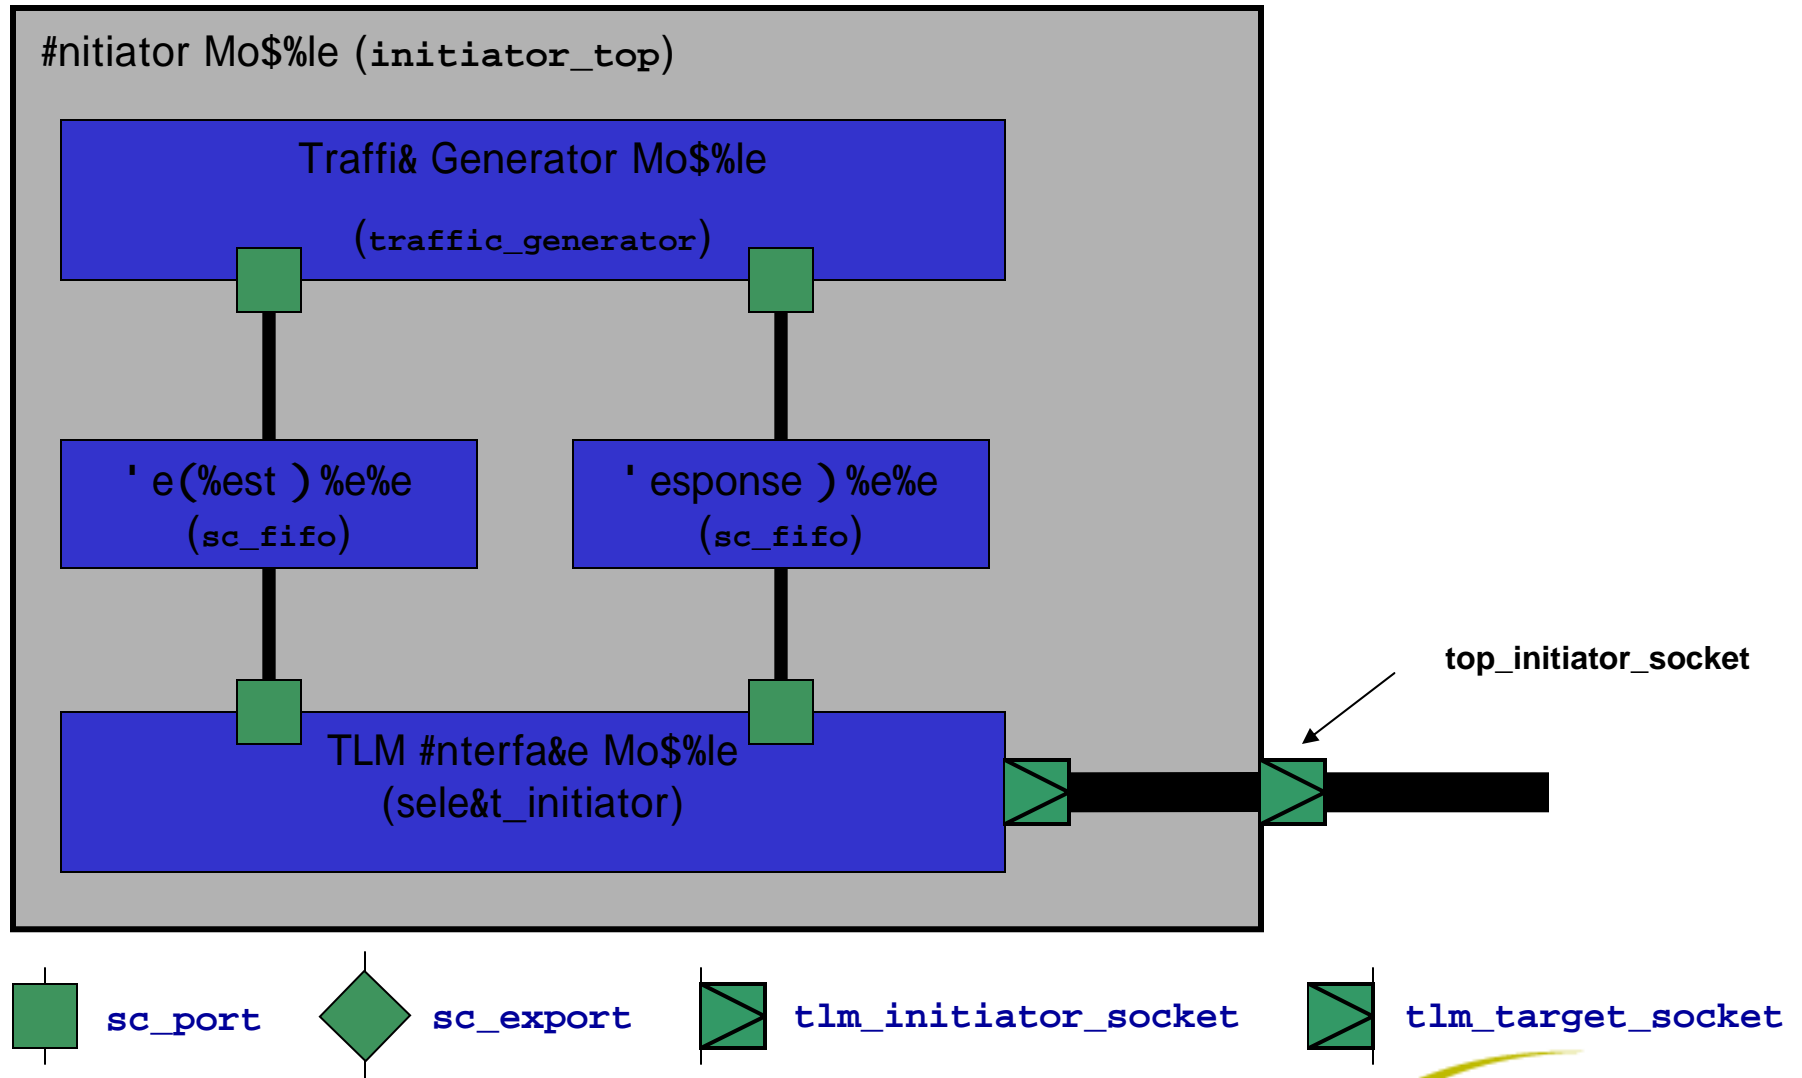 #nitiator Mo$%le (initiator_top)
Traffi& Generator Mo$%le
(traffic_generator)
'e(%est )%e%e
(sc_fifo)
'esponse )%e%e
(sc_fifo)
TLM #nterfa&e Mo$%le
(sele&t_initiator)
top_initiator_socket
sc_port
sc_export
tlm_initiator_socket
tlm_target_socket